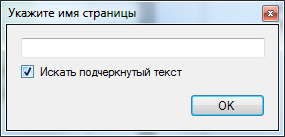 Укажите имя страницы
Искать подчеркнутый текст
OK